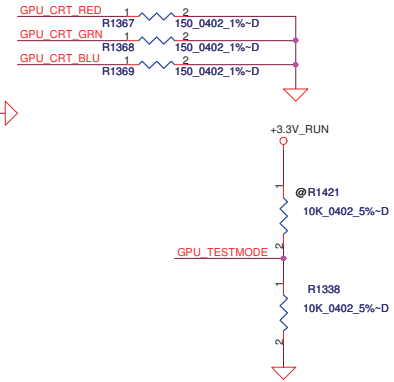 GPU_CRT_RED 1 2
R1367 150_0402_1%~D
GPU_CRT_GRN 1 2
R1368 150_0402_1%~D
GPU_CRT_BLU 1 2
R1369 150_0402_1%~D
+3.3V_RUN
1
@R1421
10K_0402_5%~D
2
GPU_TESTMODE
1
R1338
10K_0402_5%~D
2